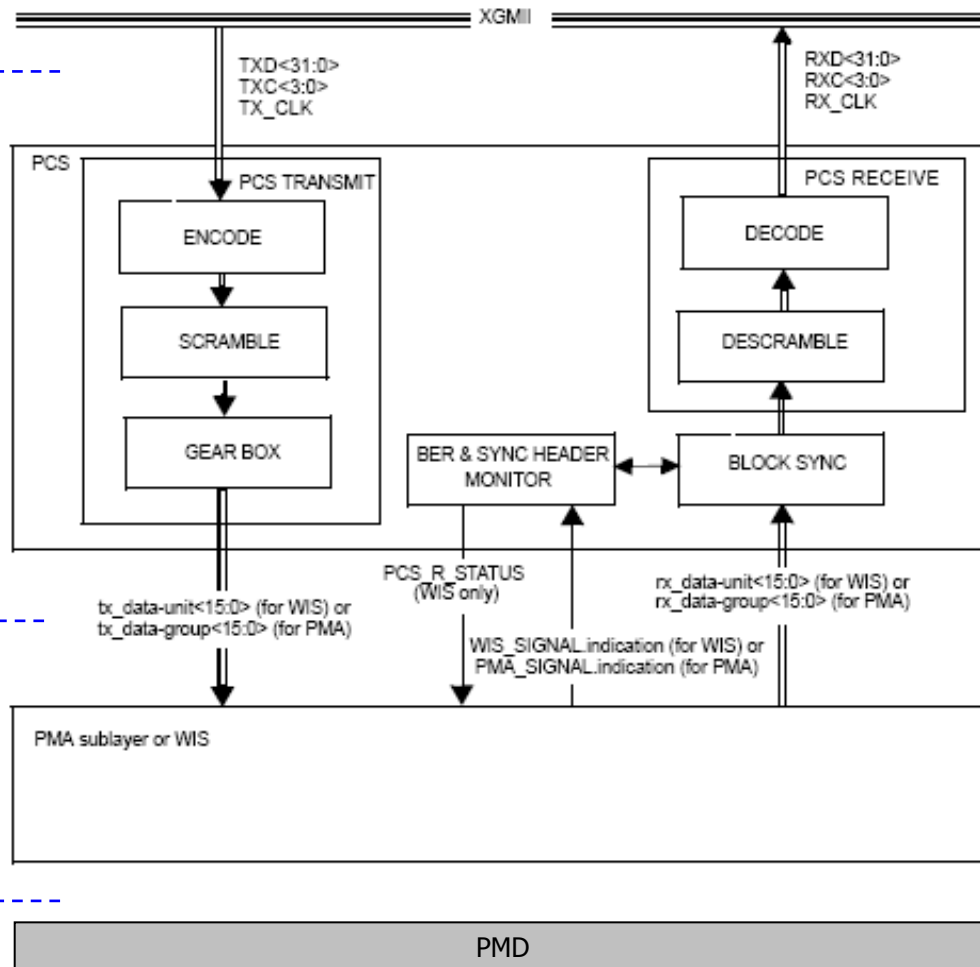 XGMII
TXD<31:0>
TXC<3:0>
TX_CLK
RXD<31:0>
RXC<3:0>
RX_CLK
PCS
PCS TRANSMIT
PCS RECEIVE
ENCODE
DECODE
SCRAMBLE
DESCRAMBLE
GEAR BOX
BER & SYNC HEADER
MONITOR
BLOCK SYNC
PCS_R_STATUS
(WIS only)
tx_data-unit<15:0> (for WIS) or
tx_data-group<15:0> (for PMA)
rx_data-unit<15:0> (for WIS) or
rx_data-group<15:0> (for PMA)
WIS_SIGNAL.indication (for WIS) or
PMA_SIGNAL.indication (for PMA)
PMA sublayer or WIS
PMD